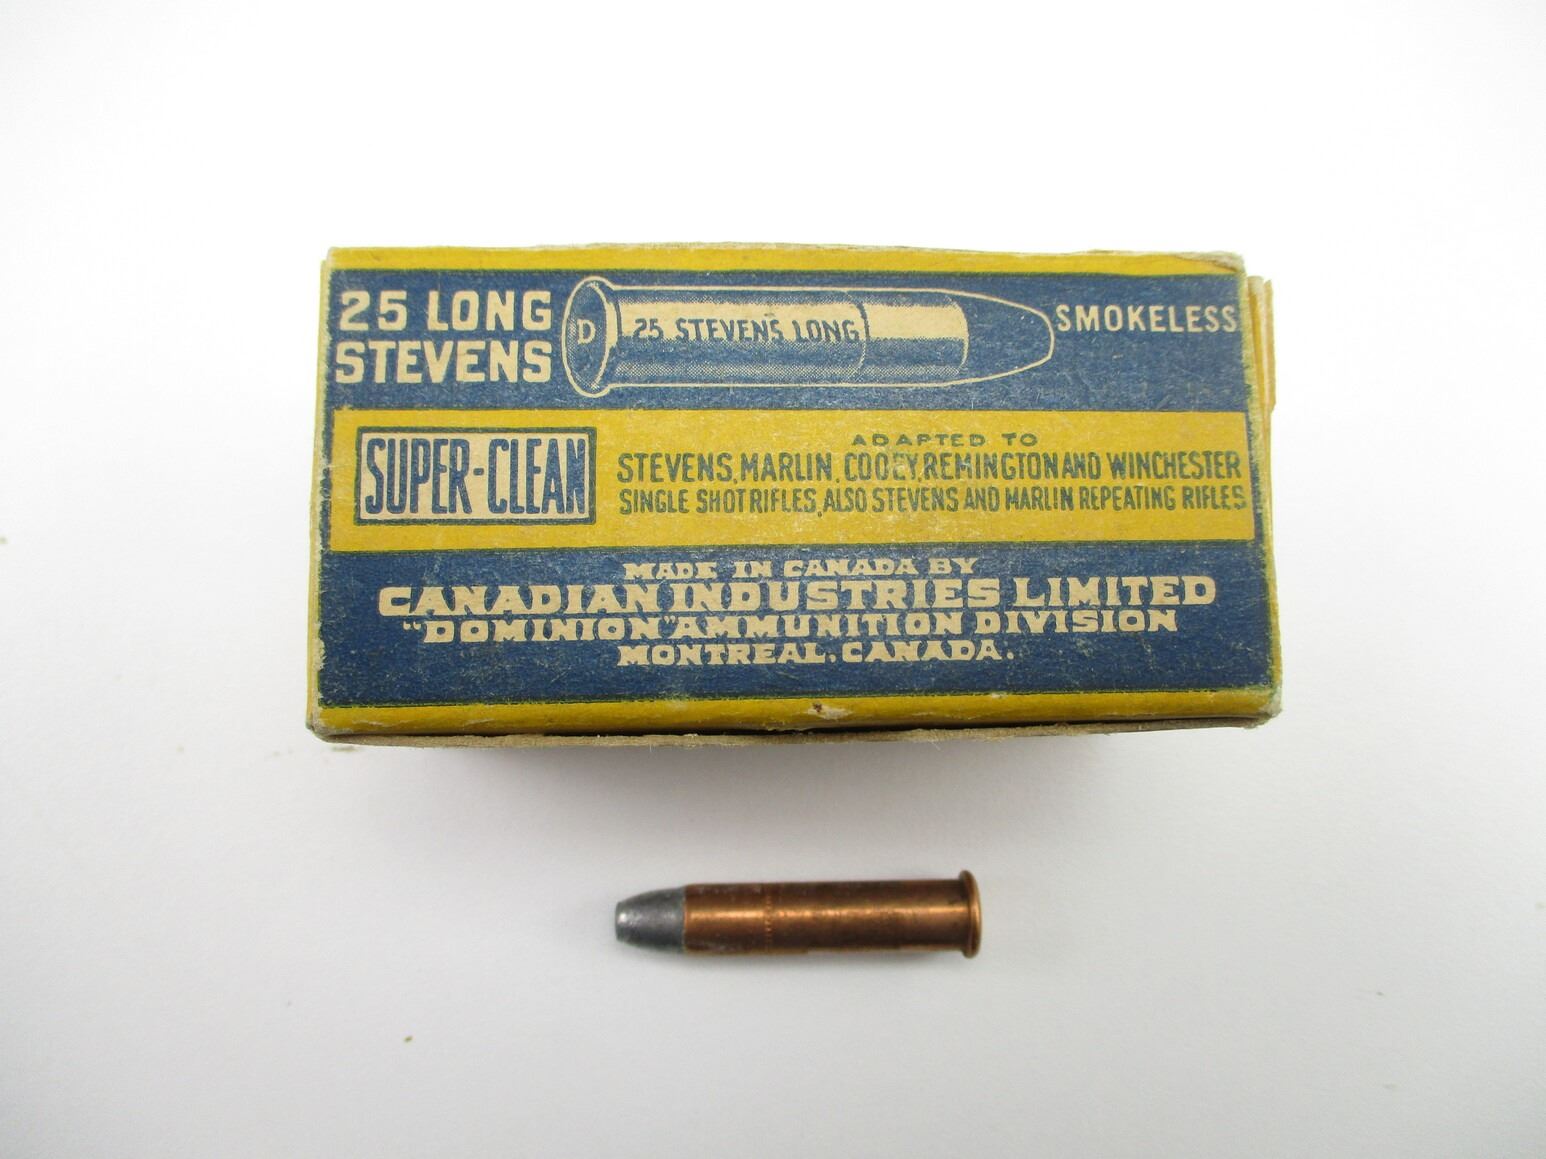 25 LONG
STEVENS
D
25 STEVENS LONG
SMOKELESS
SUPER-CLEAN
ADAPTED TO
STEVENS, MARLIN, COOEY, REMINGTON AND WINCHESTER
SINGLE SHOT RIFLES, ALSO STEVENS AND MARLIN REPEATING RIFLES
MADE IN CANADA BY
CANADIAN INDUSTRIES LIMITED
"DOMINION" AMMUNITION DIVISION
MONTREAL. CANADA.